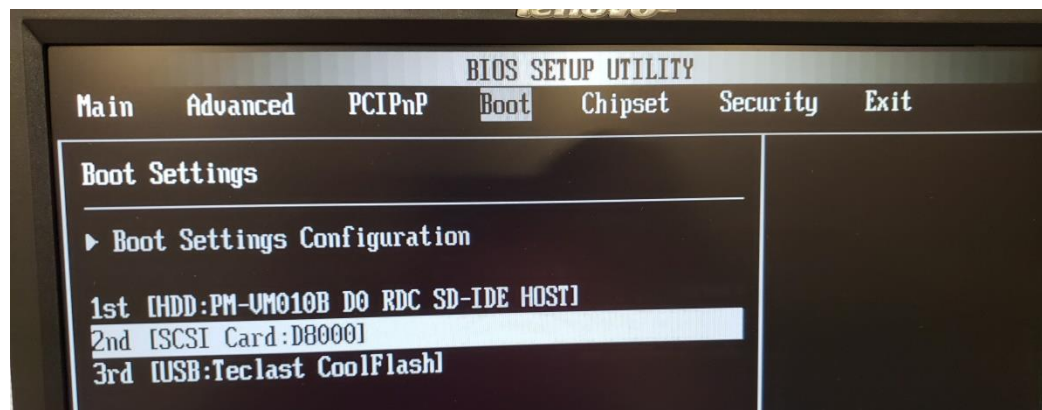 lenovo
BIOS SETUP UTILITY
Main Advanced PCIPnP Boot Chipset Security Exit
Boot Settings
▶ Boot Settings Configuration
1st [HDD:PM-VM010B D0 RDC SD-IDE HOST]
2nd [SCSI Card:D8000]
3rd [USB:Teclast CoolFlash]